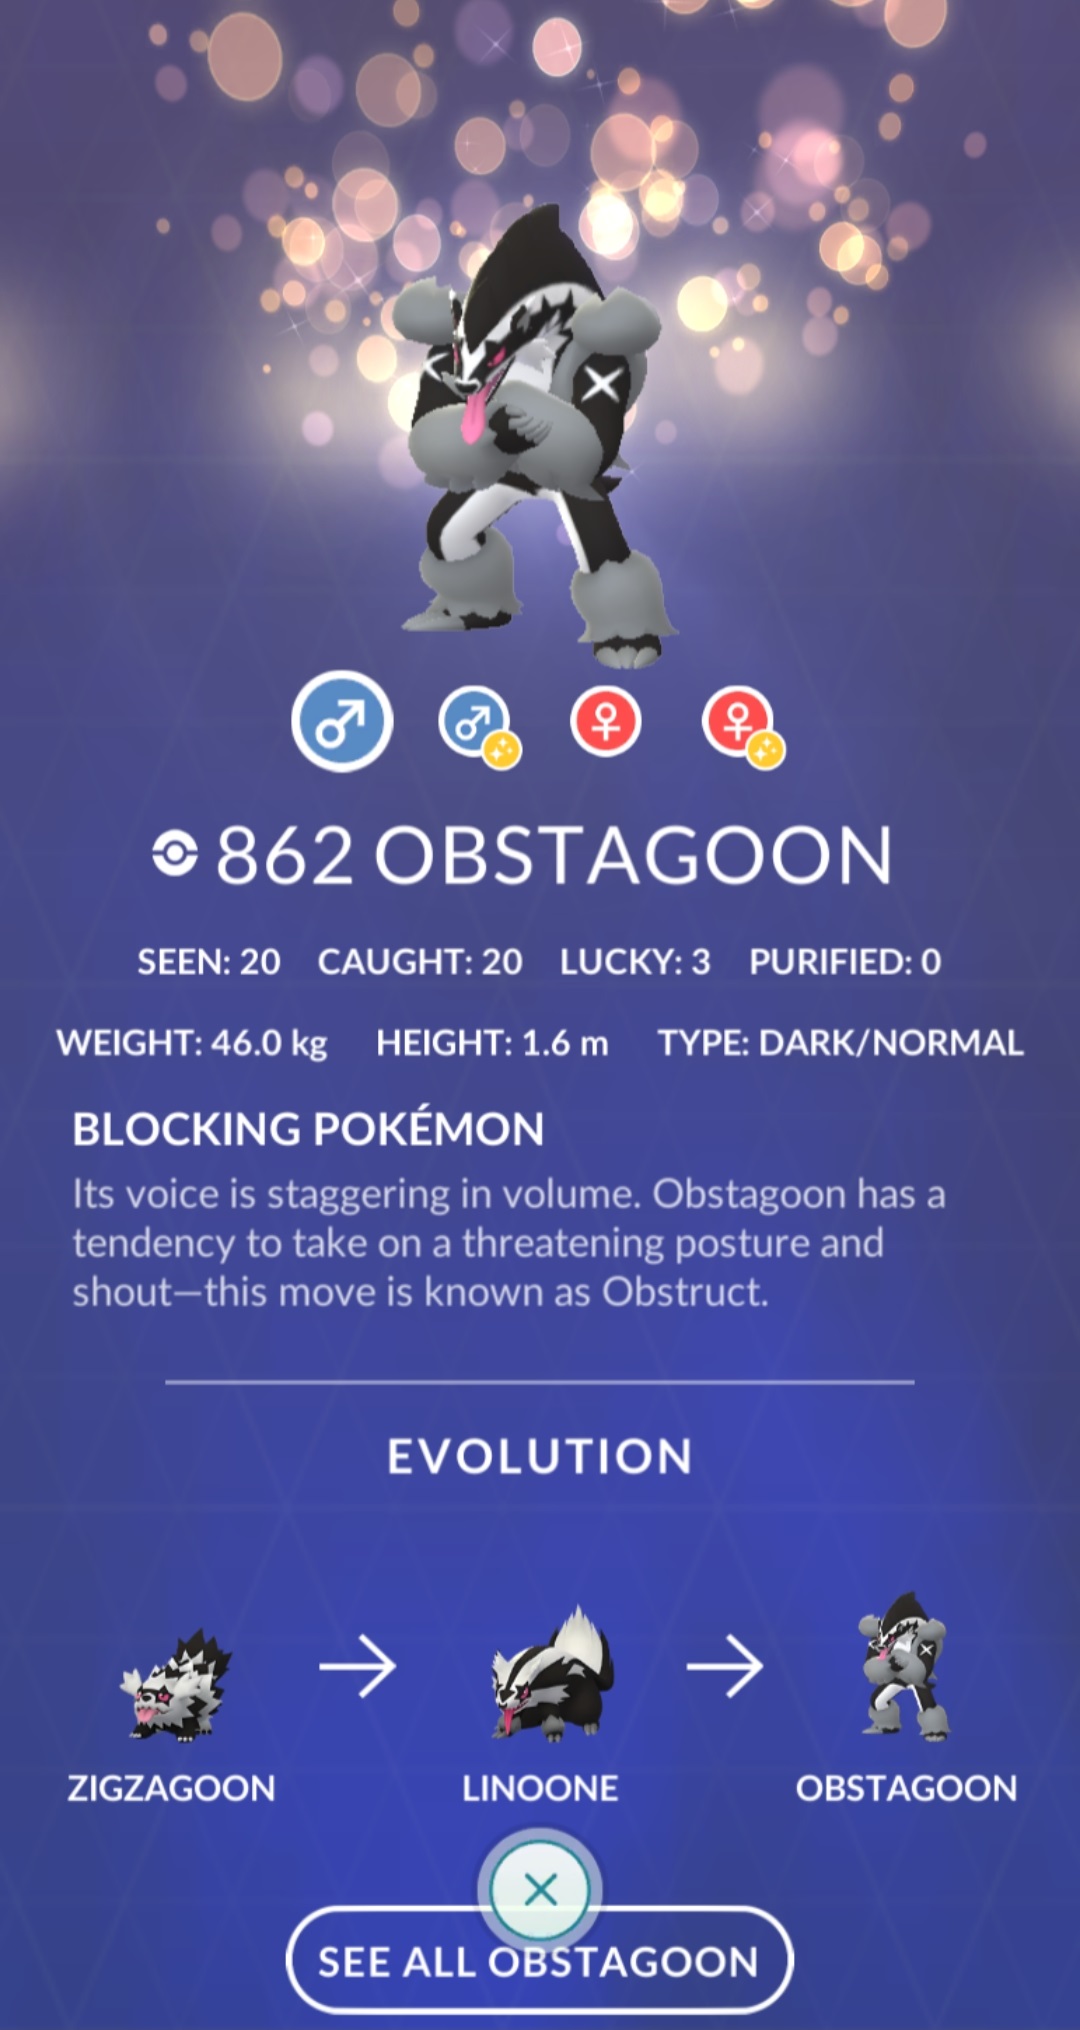 862 OBSTAGOON
SEEN: 20 CAUGHT: 20 LUCKY: 3 PURIFIED: 0
WEIGHT: 46.0 kg HEIGHT: 1.6 m TYPE: DARK/NORMAL
BLOCKING POKÉMON
Its voice is staggering in volume. Obstagoon has a
tendency to take on a threatening posture and
shout—this move is known as Obstruct.
EVOLUTION
ZIGZAGOON LINOONE OBSTAGOON
SEE ALL OBSTAGOON